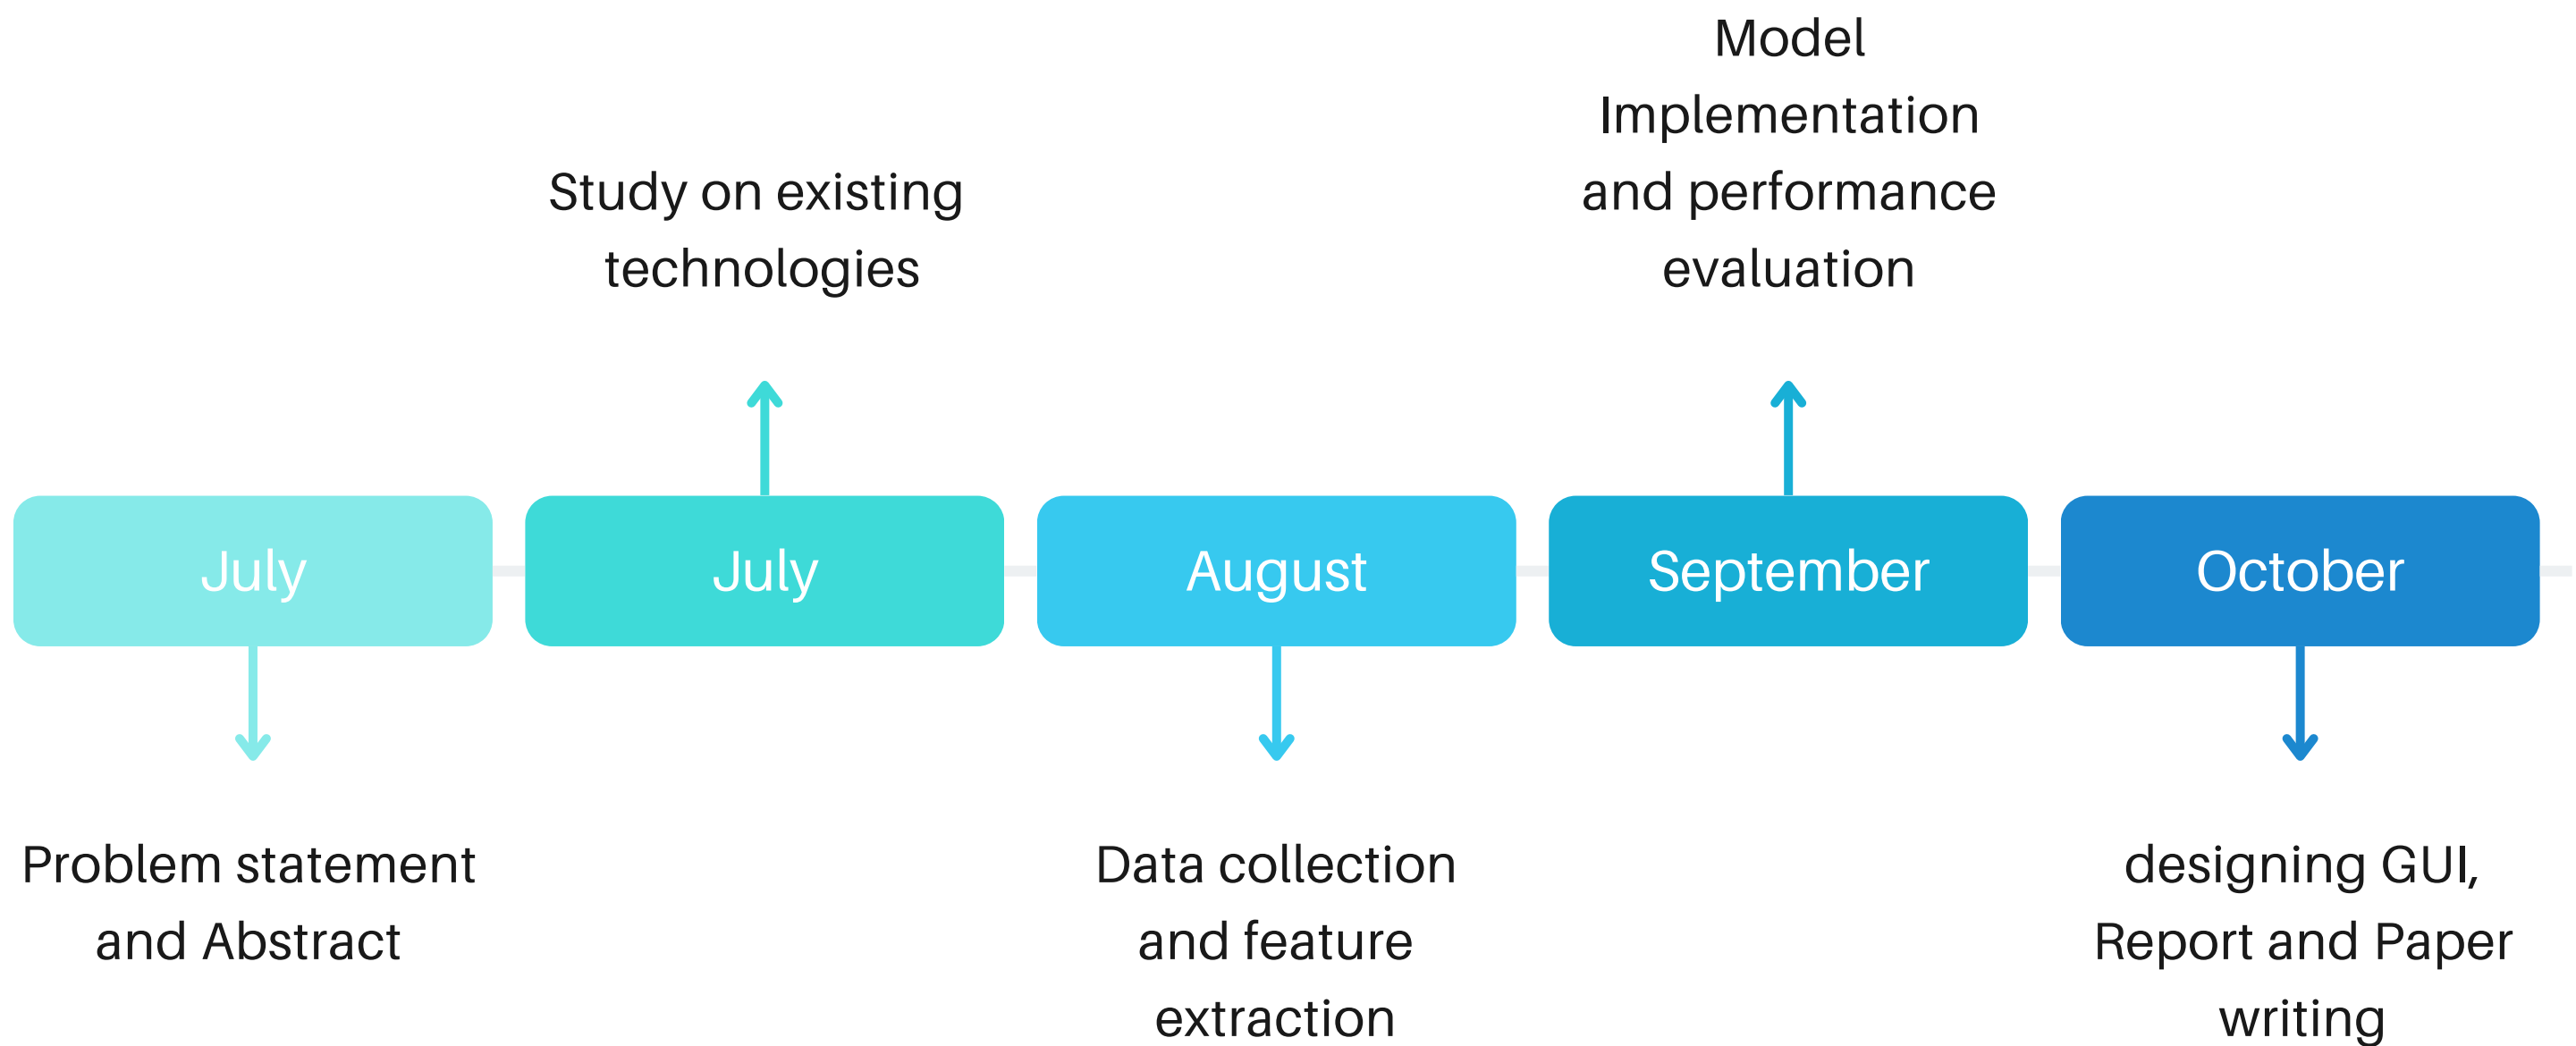 Model
Implementation
and performance
evaluation
Study on existing
technologies
July
July
August
September
October
Problem statement
and Abstract
Data collection
and feature
extraction
designing GUI,
Report and Paper
writing